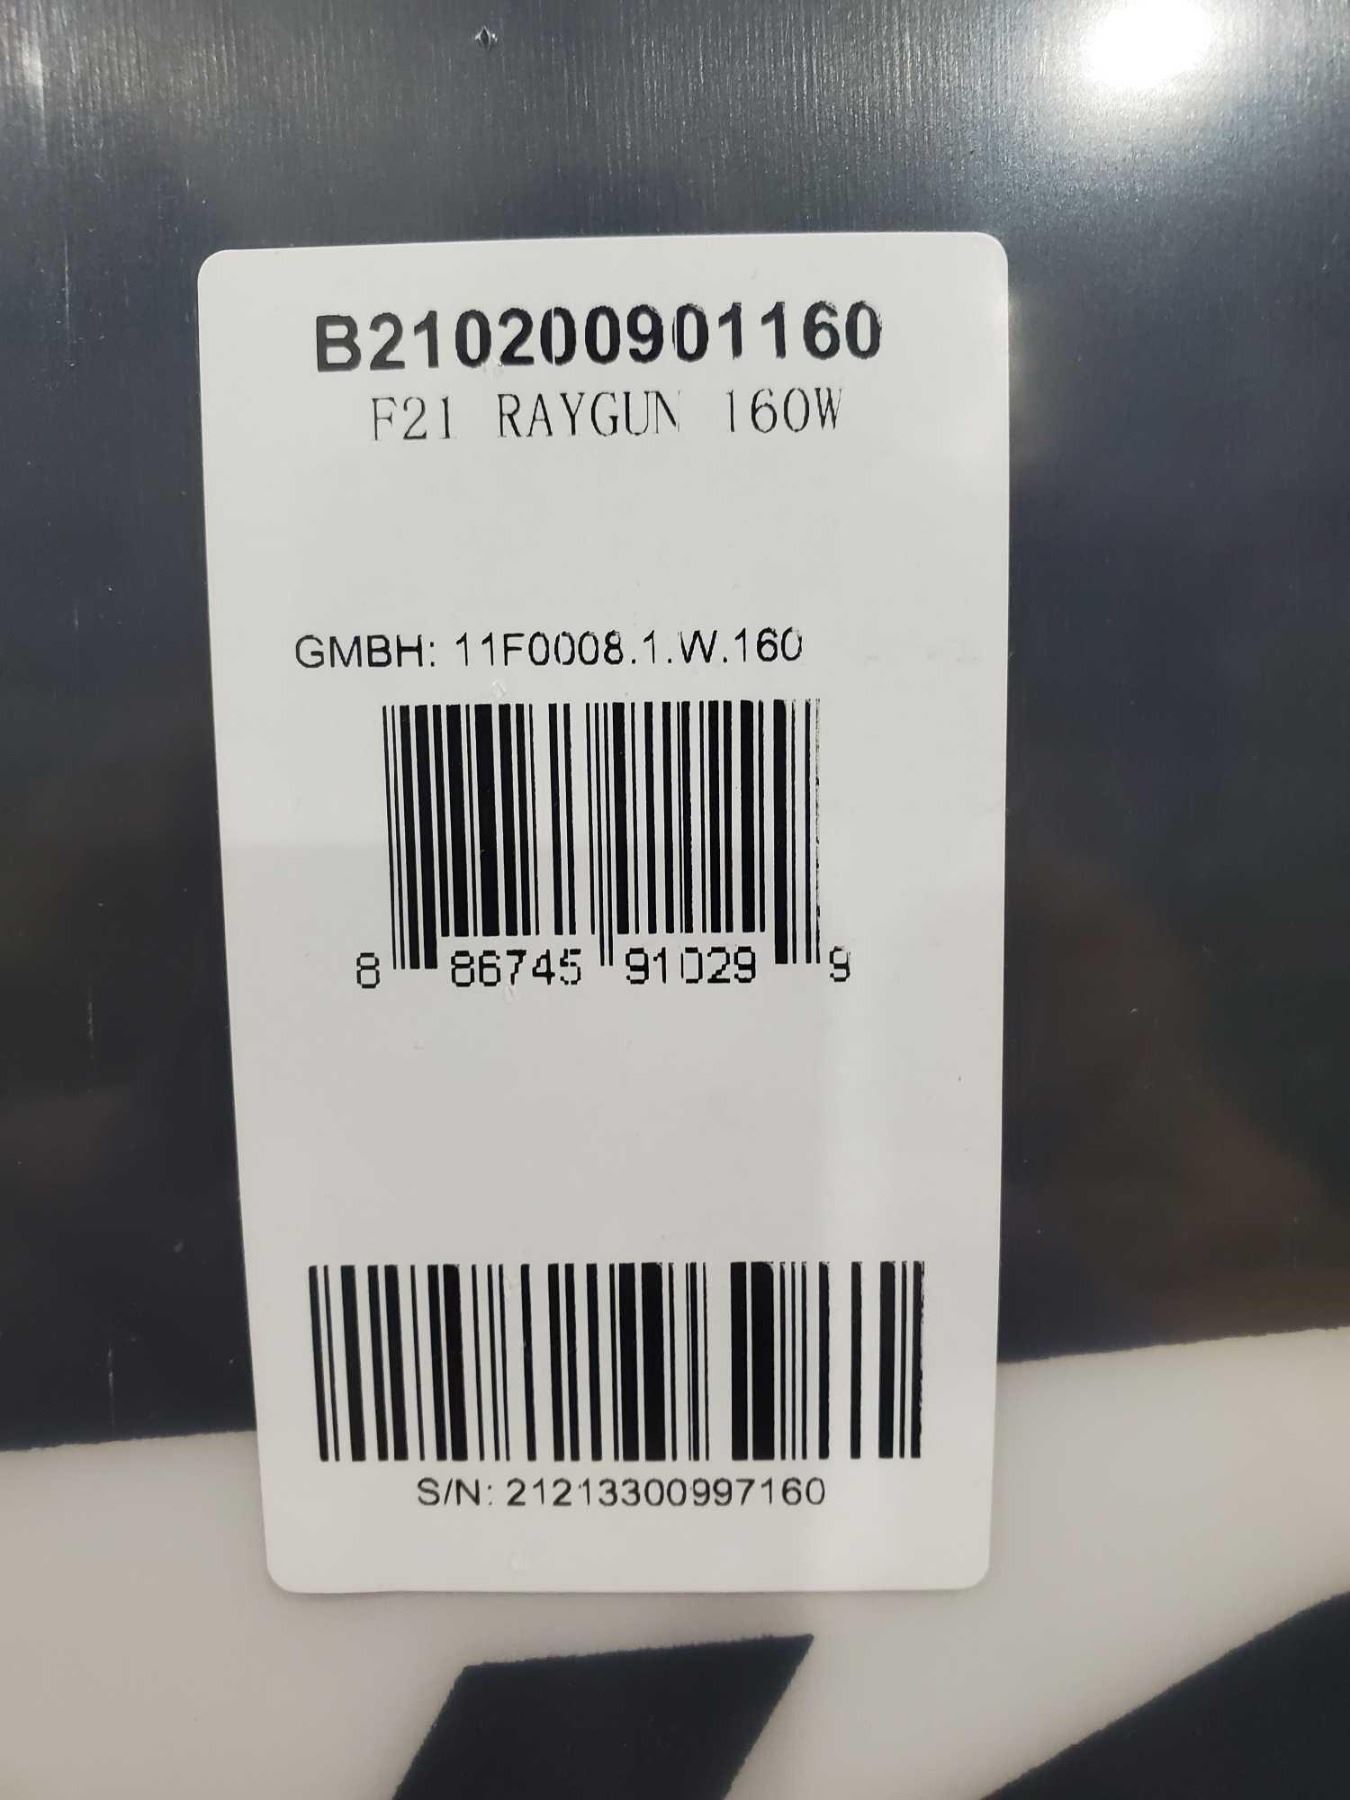 B210200901160
F21 RAYGUN 160W
GMBH: 11F0008.1.W.160
8 86745 91029 9
S/N: 21213300997160